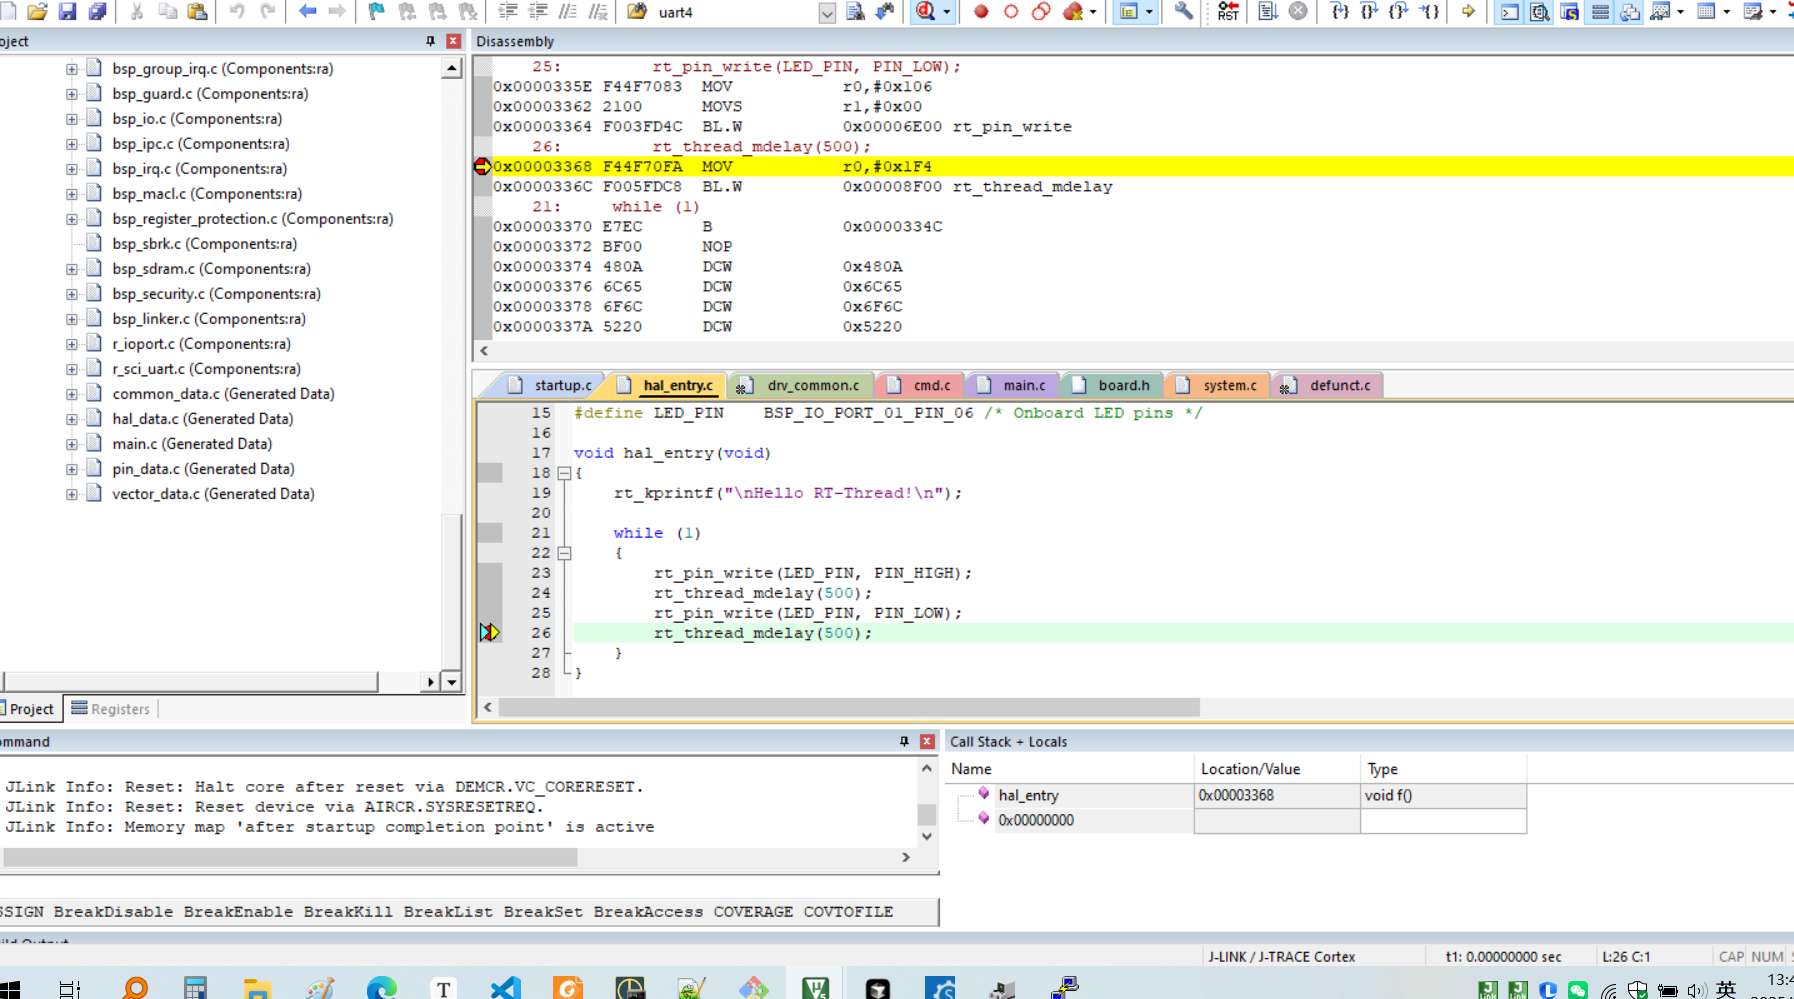 uart4
RST
oject
bsp_group_irq.c (Components:ra)
bsp_guard.c (Components:ra)
bsp_io.c (Components:ra)
bsp_ipc.c (Components:ra)
bsp_irq.c (Components:ra)
bsp_macl.c (Components:ra)
bsp_register_protection.c (Components:ra)
bsp_sbrk.c (Components:ra)
bsp_sdram.c (Components:ra)
bsp_security.c (Components:ra)
bsp_linker.c (Components:ra)
r_ioport.c (Components:ra)
r_sci_uart.c (Components:ra)
common_data.c (Generated Data)
hal_data.c (Generated Data)
main.c (Generated Data)
pin_data.c (Generated Data)
vector_data.c (Generated Data)
Project Registers
Disassembly
25: rt_pin_write(LED_PIN, PIN_LOW);
0x0000335E F44F7083 MOV r0,#0x106
0x00003362 2100 MOVS r1,#0x00
0x00003364 F003FD4C BL.W 0x00006E00 rt_pin_write
26: rt_thread_mdelay(500);
0x00003368 F44F70FA MOV r0,#0x1F4
0x0000336C F005FDC8 BL.W 0x00008F00 rt_thread_mdelay
21: while (1)
0x00003370 E7EC B 0x0000334C
0x00003372 BF00 NOP
0x00003374 480A DCW 0x480A
0x00003376 6C65 DCW 0x6C65
0x00003378 6F6C DCW 0x6F6C
0x0000337A 5220 DCW 0x5220
startup.c hal_entry.c drv_common.c cmd.c main.c board.h system.c defunct.c
15 #define LED_PIN BSP_IO_PORT_01_PIN_06 /* Onboard LED pins */
16
17 void hal_entry(void)
18 {
19 rt_kprintf("\nHello RT-Thread!\n");
20
21 while (1)
22 {
23 rt_pin_write(LED_PIN, PIN_HIGH);
24 rt_thread_mdelay(500);
25 rt_pin_write(LED_PIN, PIN_LOW);
26 rt_thread_mdelay(500);
27 }
28 }
ommand
JLink Info: Reset: Halt core after reset via DEMCR.VC_CORERESET.
JLink Info: Reset: Reset device via AIRCR.SYSRESETREQ.
JLink Info: Memory map 'after startup completion point' is active
SSIGN BreakDisable BreakEnable BreakKill BreakList BreakSet BreakAccess COVERAGE COVTOFILE
Call Stack + Locals
Name Location/Value Type
hal_entry 0x00003368 void f()
0x00000000
J-LINK / J-TRACE Cortex t1: 0.00000000 sec L:26 C:1 CAP NUM
英
13:4